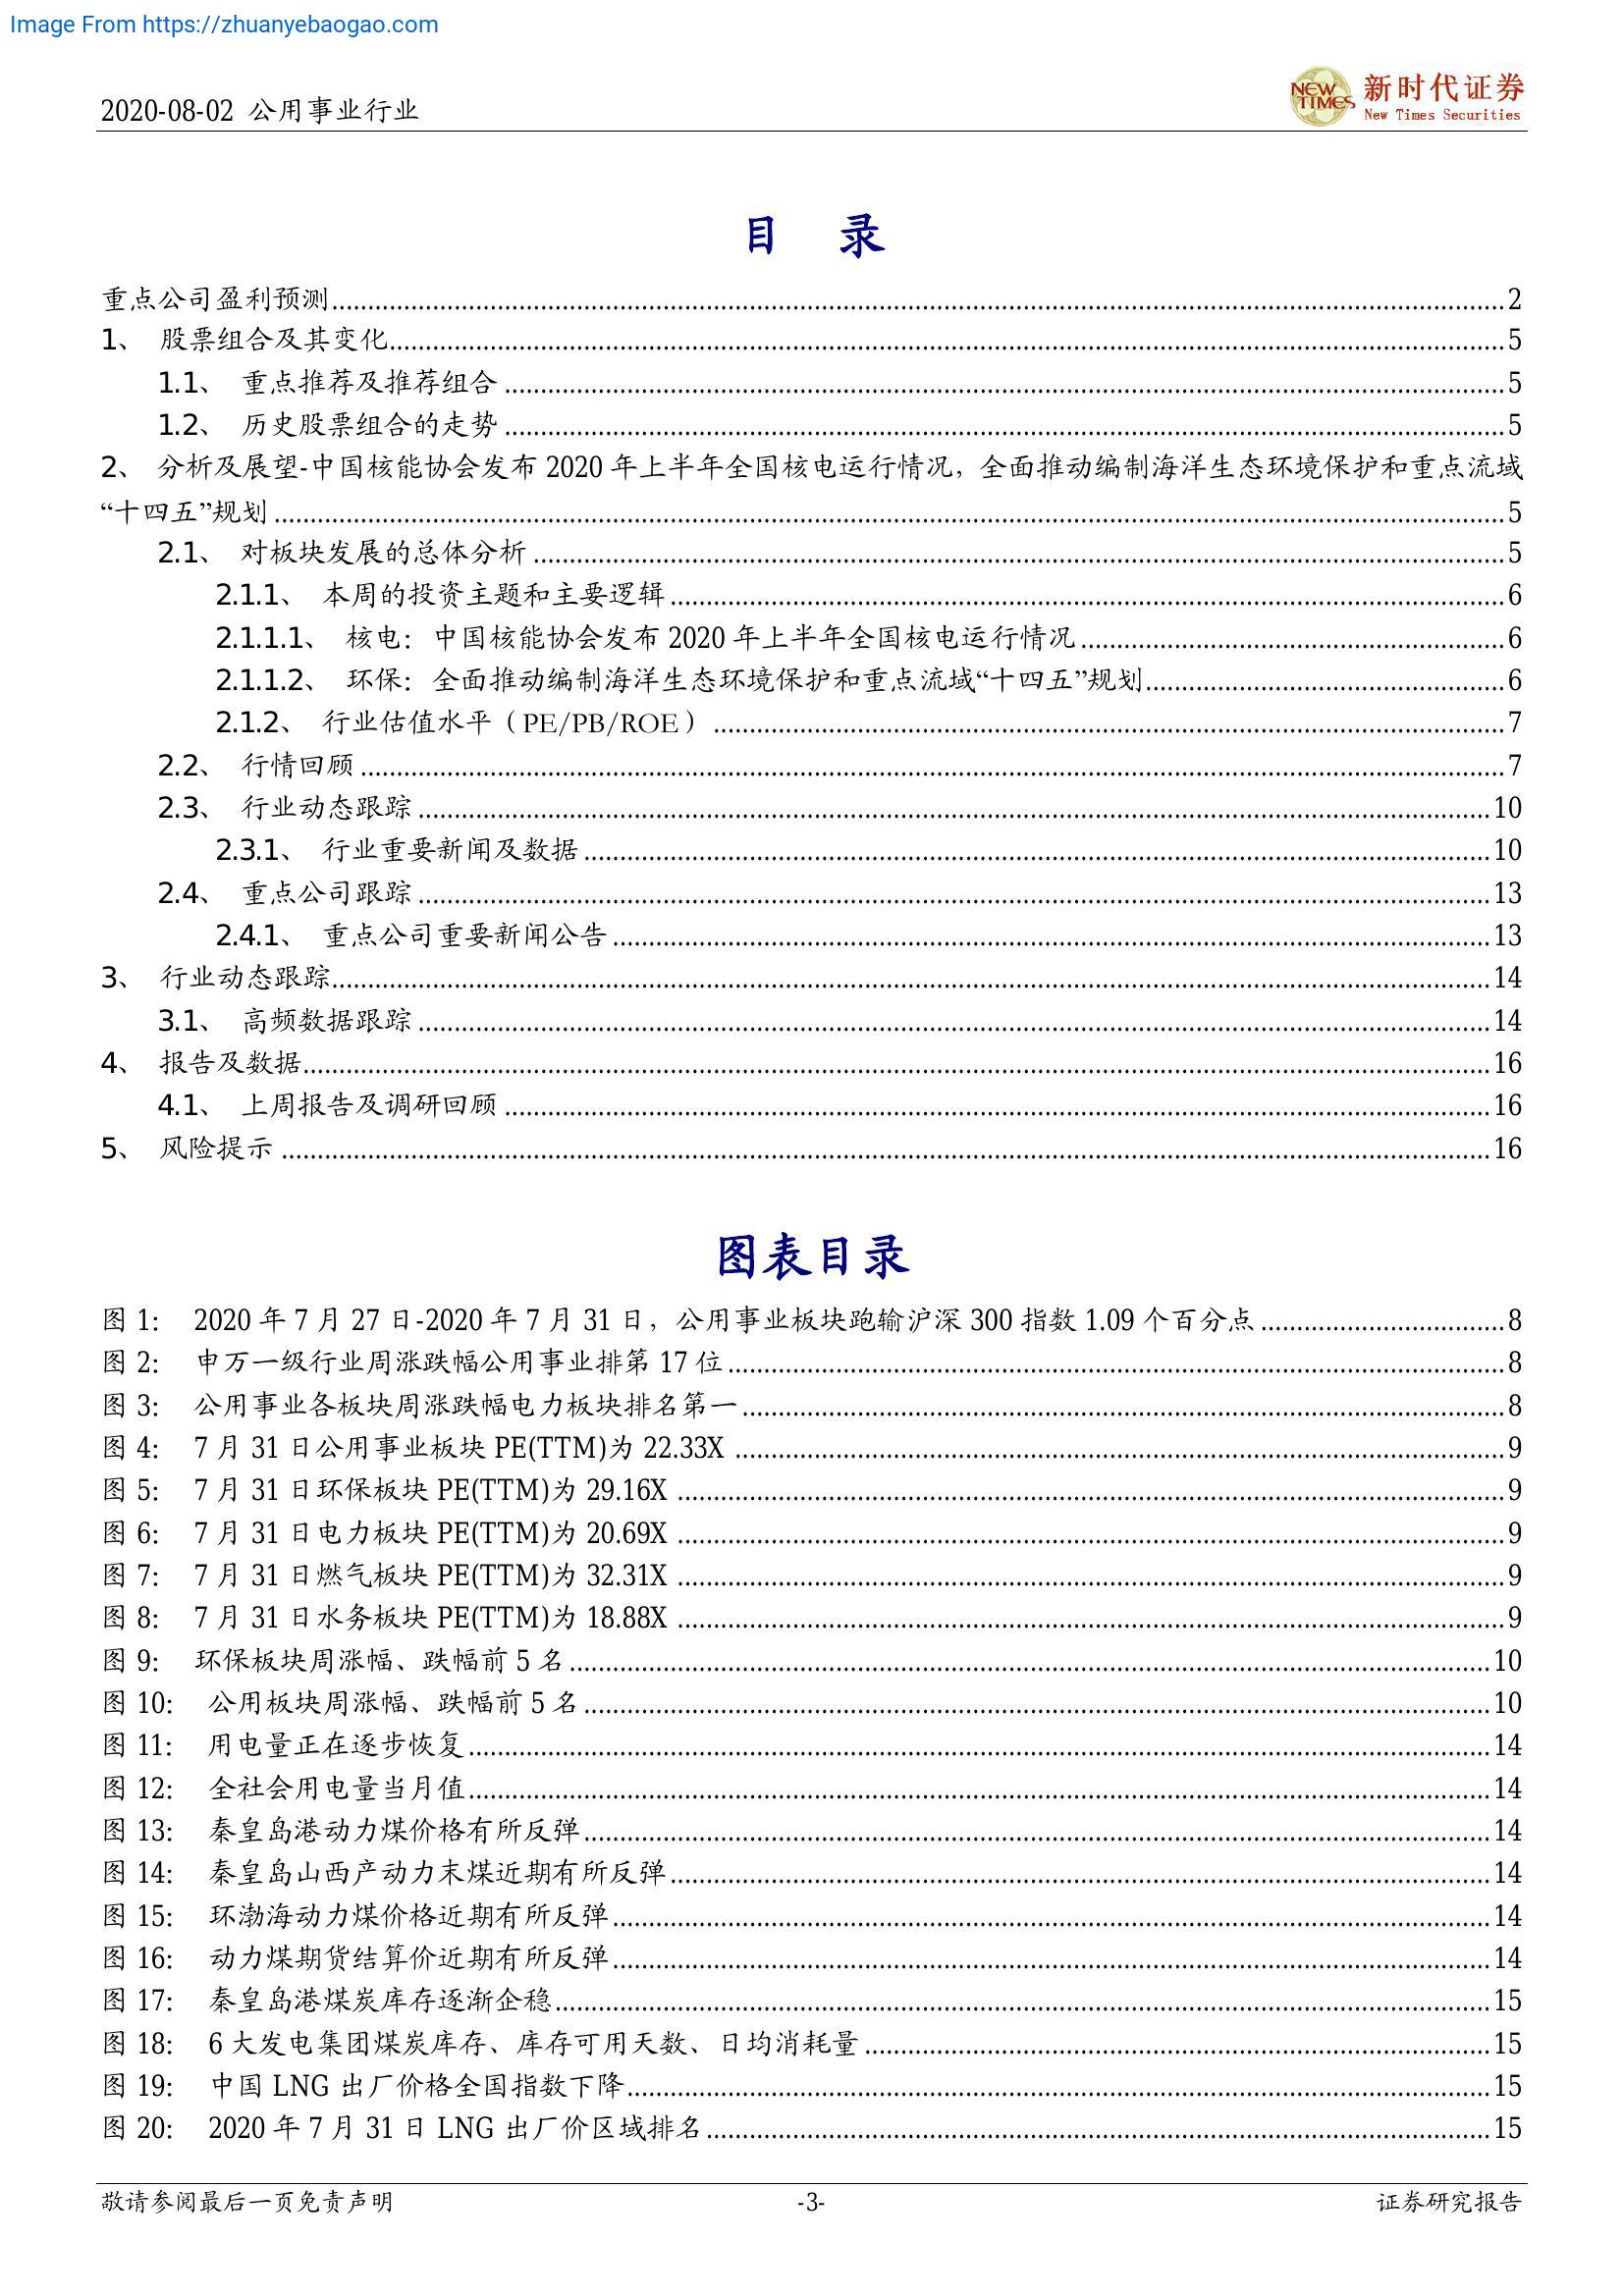 Image From https://zhuanyebaogao.com
2020-08-02 公用事业行业
NEW TIMES
新时代证券
New Times Securities
目 录
重点公司盈利预测........2
1、 股票组合及其变化........5
1.1、 重点推荐及推荐组合........5
1.2、 历史股票组合的走势........5
2、 分析及展望-中国核能协会发布 2020 年上半年全国核电运行情况，全面推动编制海洋生态环境保护和重点流域
“十四五”规划........5
2.1、 对板块发展的总体分析........5
2.1.1、 本周的投资主题和主要逻辑........6
2.1.1.1、 核电：中国核能协会发布 2020 年上半年全国核电运行情况........6
2.1.1.2、 环保：全面推动编制海洋生态环境保护和重点流域“十四五”规划........6
2.1.2、 行业估值水平（PE/PB/ROE）........7
2.2、 行情回顾........7
2.3、 行业动态跟踪........10
2.3.1、 行业重要新闻及数据........10
2.4、 重点公司跟踪........13
2.4.1、 重点公司重要新闻公告........13
3、 行业动态跟踪........14
3.1、 高频数据跟踪........14
4、 报告及数据........16
4.1、 上周报告及调研回顾........16
5、 风险提示........16
图表目录
图 1： 2020 年 7 月 27 日-2020 年 7 月 31 日，公用事业板块跑输沪深 300 指数 1.09 个百分点........8
图 2： 申万一级行业周涨跌幅公用事业排第 17 位........8
图 3： 公用事业各板块周涨跌幅电力板块排名第一........8
图 4： 7 月 31 日公用事业板块 PE(TTM)为 22.33X........9
图 5： 7 月 31 日环保板块 PE(TTM)为 29.16X........9
图 6： 7 月 31 日电力板块 PE(TTM)为 20.69X........9
图 7： 7 月 31 日燃气板块 PE(TTM)为 32.31X........9
图 8： 7 月 31 日水务板块 PE(TTM)为 18.88X........9
图 9： 环保板块周涨幅、跌幅前 5 名........10
图 10： 公用板块周涨幅、跌幅前 5 名........10
图 11： 用电量正在逐步恢复........14
图 12： 全社会用电量当月值........14
图 13： 秦皇岛港动力煤价格有所反弹........14
图 14： 秦皇岛山西产动力末煤近期有所反弹........14
图 15： 环渤海动力煤价格近期有所反弹........14
图 16： 动力煤期货结算价近期有所反弹........14
图 17： 秦皇岛港煤炭库存逐渐企稳........15
图 18： 6 大发电集团煤炭库存、库存可用天数、日均消耗量........15
图 19： 中国 LNG 出厂价格全国指数下降........15
图 20： 2020 年 7 月 31 日 LNG 出厂价区域排名........15
敬请参阅最后一页免责声明
-3-
证券研究报告